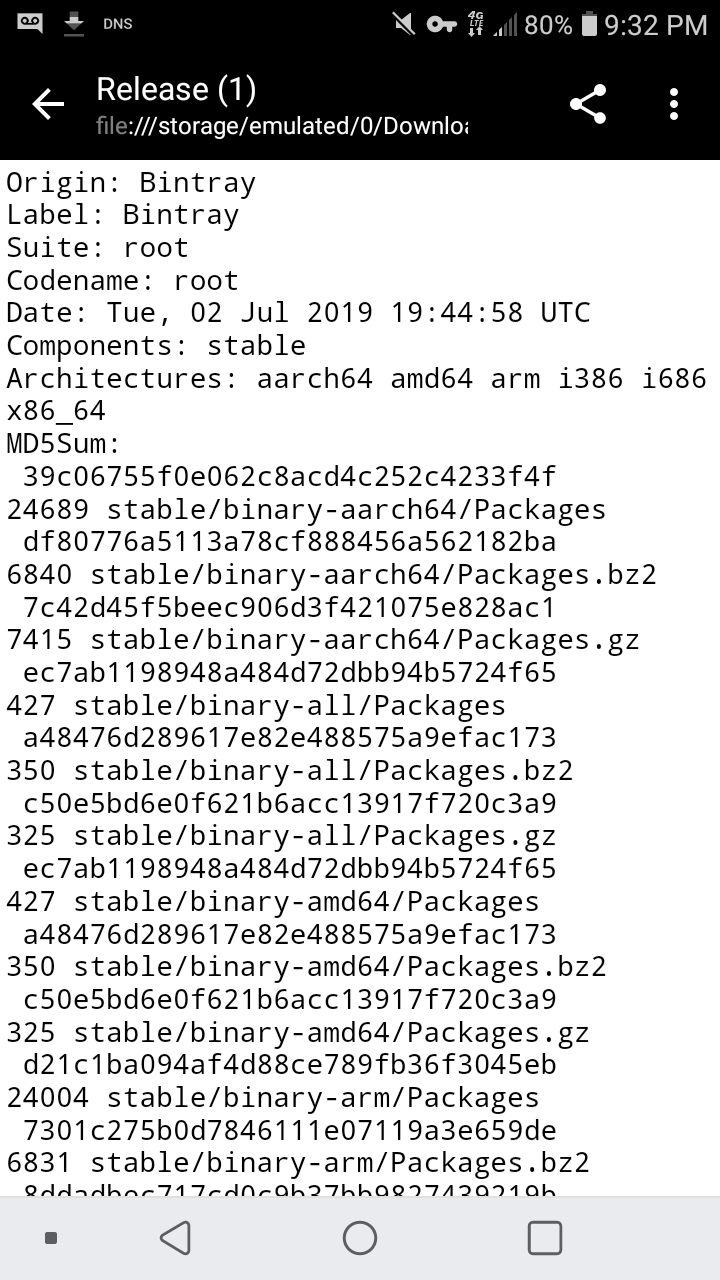 DNS
4G
LTE
80%
9:32 PM
Release (1)
file:///storage/emulated/0/Downloa
Origin: Bintray
Label: Bintray
Suite: root
Codename: root
Date: Tue, 02 Jul 2019 19:44:58 UTC
Components: stable
Architectures: aarch64 amd64 arm i386 i686
x86_64
MD5Sum:
39c06755f0e062c8acd4c252c4233f4f
24689 stable/binary-aarch64/Packages
df80776a5113a78cf888456a562182ba
6840 stable/binary-aarch64/Packages.bz2
7c42d45f5beec906d3f421075e828ac1
7415 stable/binary-aarch64/Packages.gz
ec7ab1198948a484d72dbb94b5724f65
427 stable/binary-all/Packages
a48476d289617e82e488575a9efac173
350 stable/binary-all/Packages.bz2
c50e5bd6e0f621b6acc13917f720c3a9
325 stable/binary-all/Packages.gz
ec7ab1198948a484d72dbb94b5724f65
427 stable/binary-amd64/Packages
a48476d289617e82e488575a9efac173
350 stable/binary-amd64/Packages.bz2
c50e5bd6e0f621b6acc13917f720c3a9
325 stable/binary-amd64/Packages.gz
d21c1ba094af4d88ce789fb36f3045eb
24004 stable/binary-arm/Packages
7301c275b0d7846111e07119a3e659de
6831 stable/binary-arm/Packages.bz2